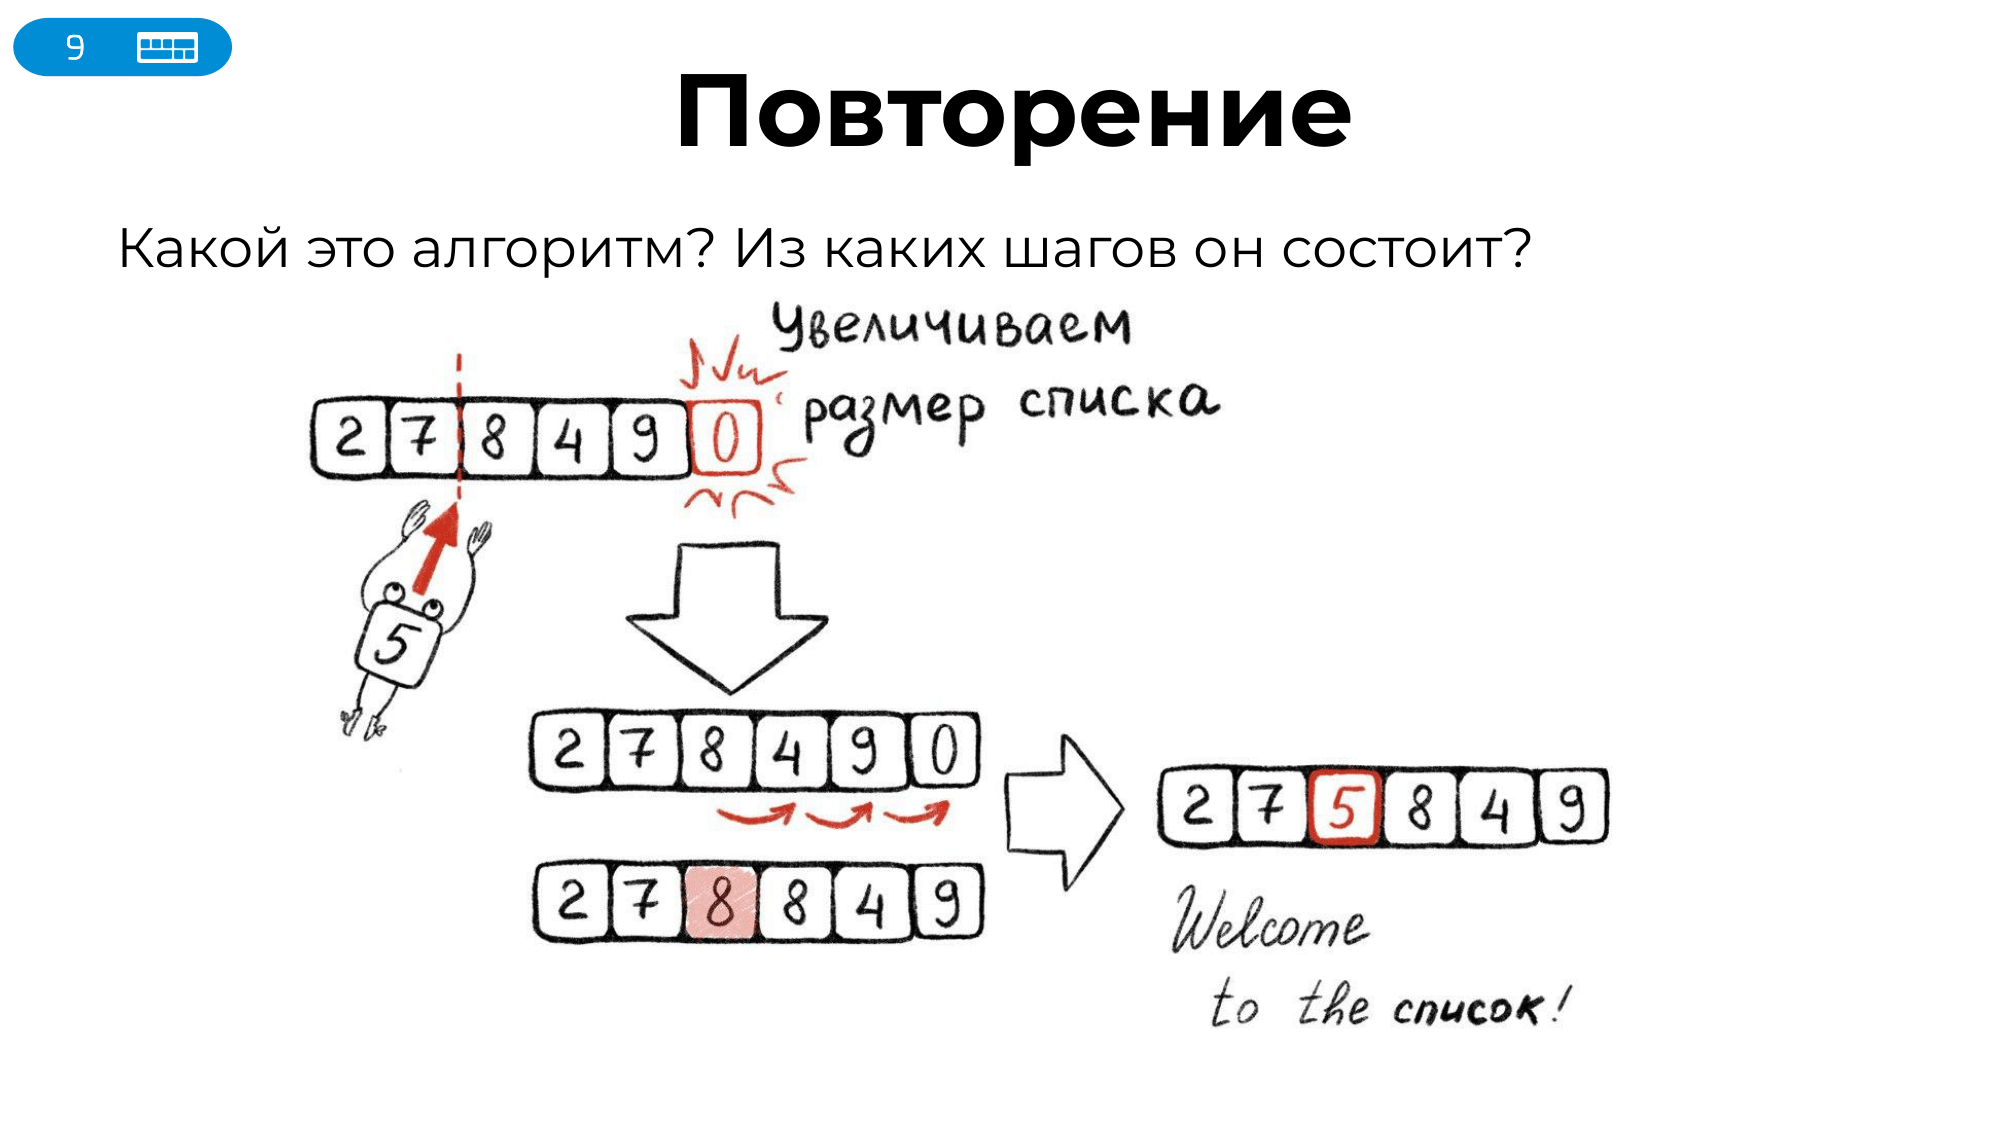 9
Повторение
Какой это алгоритм? Из каких шагов он состоит?
Увеличиваем
размер списка
2 7 8 4 9 0
5
2 7 8 4 9 0
2 7 8 8 4 9
2 7 5 8 4 9
Welcome
to the список!